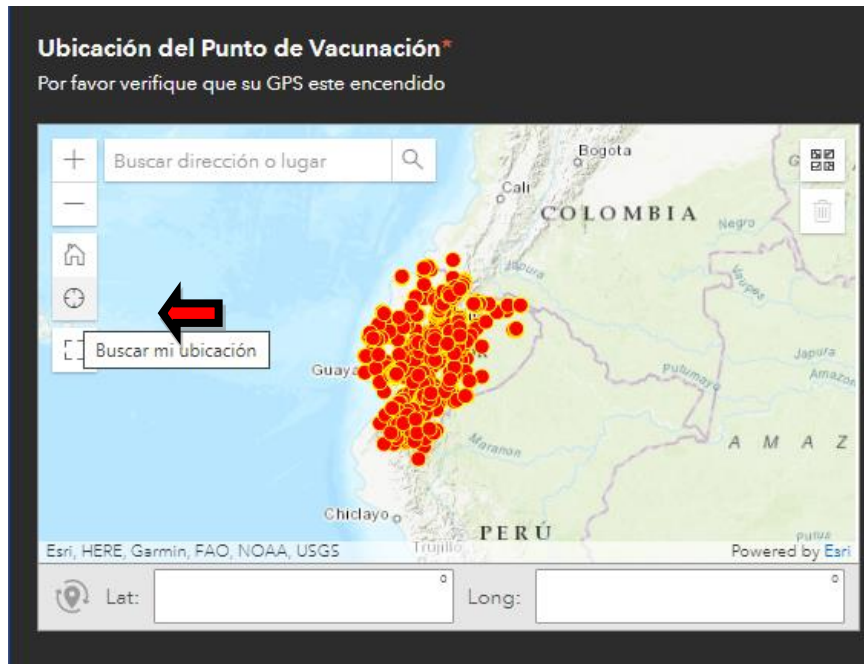 Ubicación del Punto de Vacunación*
Por favor verifique que su GPS este encendido
Buscar dirección o lugar
Bogota
Cali
COLOMBIA
Negro
Japura
Vaupes
Buscar mi ubicación
Guaya
Putumayo
Japura
Amazon
Maranon
A M A Z
Chiclayo
PERÚ
Trujillo
Purus
Esri, HERE, Garmin, FAO, NOAA, USGS
Powered by Esri
Lat:
Long: